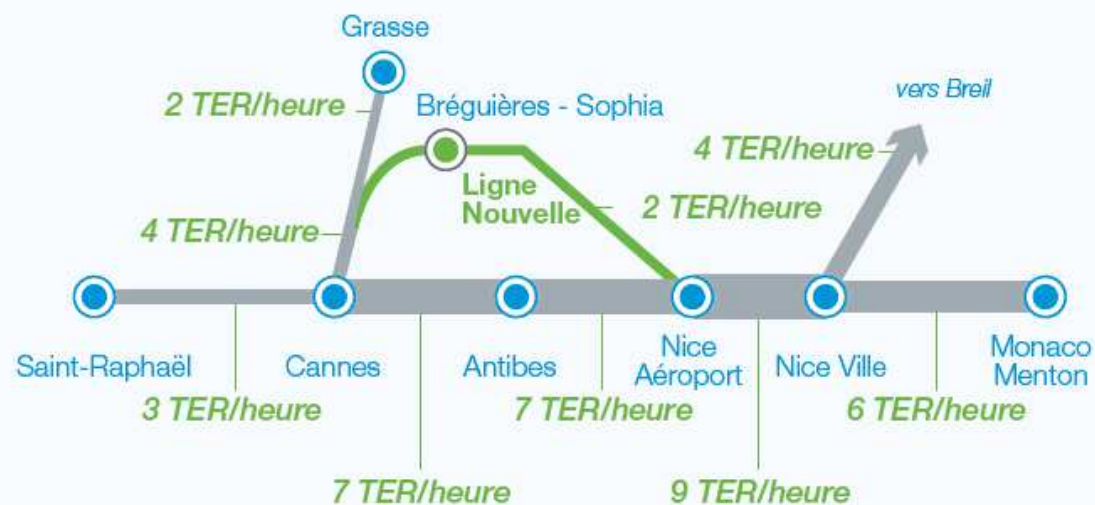 Grasse
2 TER/heure
Bréguières - Sophia
vers Breil
4 TER/heure
Ligne
Nouvelle
2 TER/heure
4 TER/heure
Saint-Raphaël
Cannes
Antibes
Nice
Aéroport
Nice Ville
Monaco
Menton
3 TER/heure
7 TER/heure
6 TER/heure
7 TER/heure
9 TER/heure